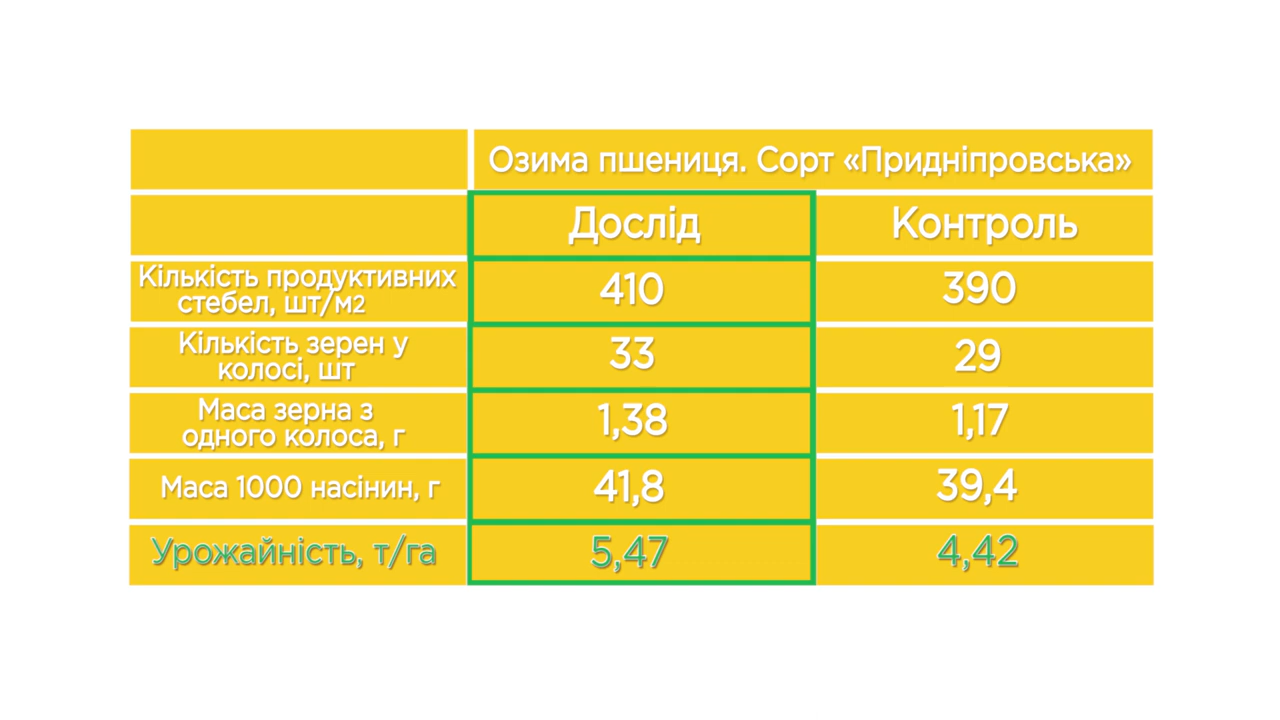 Озима пшениця. Сорт «Придніпровська»
Дослід Контроль
Кількість продуктивних
стебел, шт/м2 410 390
Кількість зерен у
колосі, шт 33 29
Маса зерна з
одного колоса, г 1,38 1,17
Маса 1000 насінин, г 41,8 39,4
Урожайність, т/га 5,47 4,42